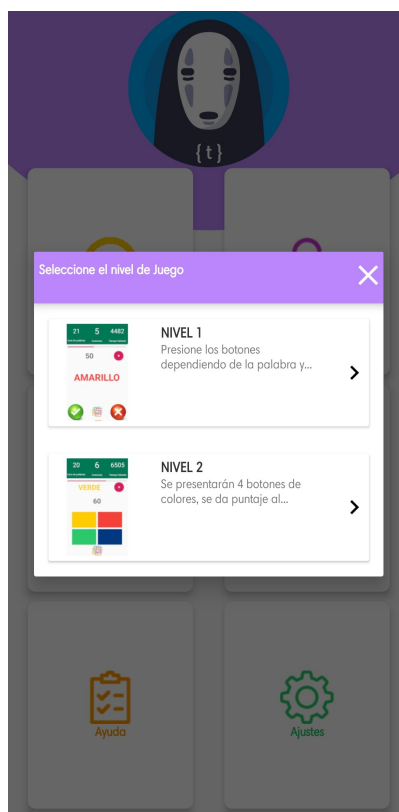 { t }
Seleccione el nivel de Juego
21 5 4482
50
AMARILLO
NIVEL 1
Presione los botones
dependiendo de la palabra y...
20 6 6505
VERDE
60
NIVEL 2
Se presentarán 4 botones de
colores, se da puntaje al...
Ayuda
Ajustes